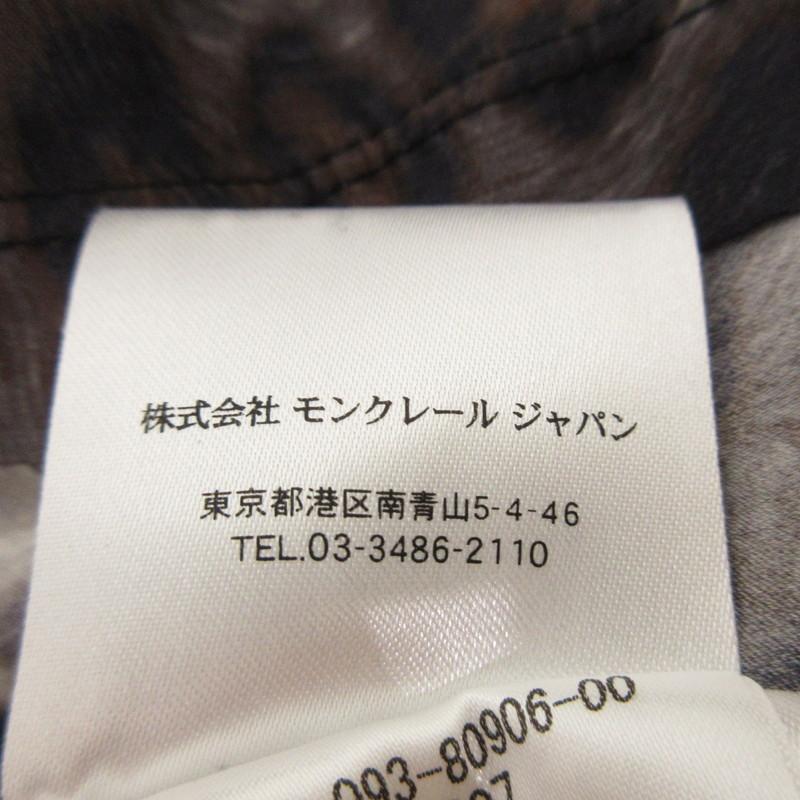 株式会社 モンクレール ジャパン
東京都港区南青山5-4-46
TEL.03-3486-2110
093-80906-00